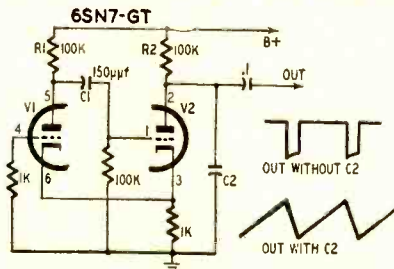 6SN7-GT
R1 100K
R2 100K
B+
150µµf
C1
.1
OUT
5
2
V1
V2
4
1
6
3
1K
100K
1K
C2
OUT WITHOUT C2
OUT WITH C2